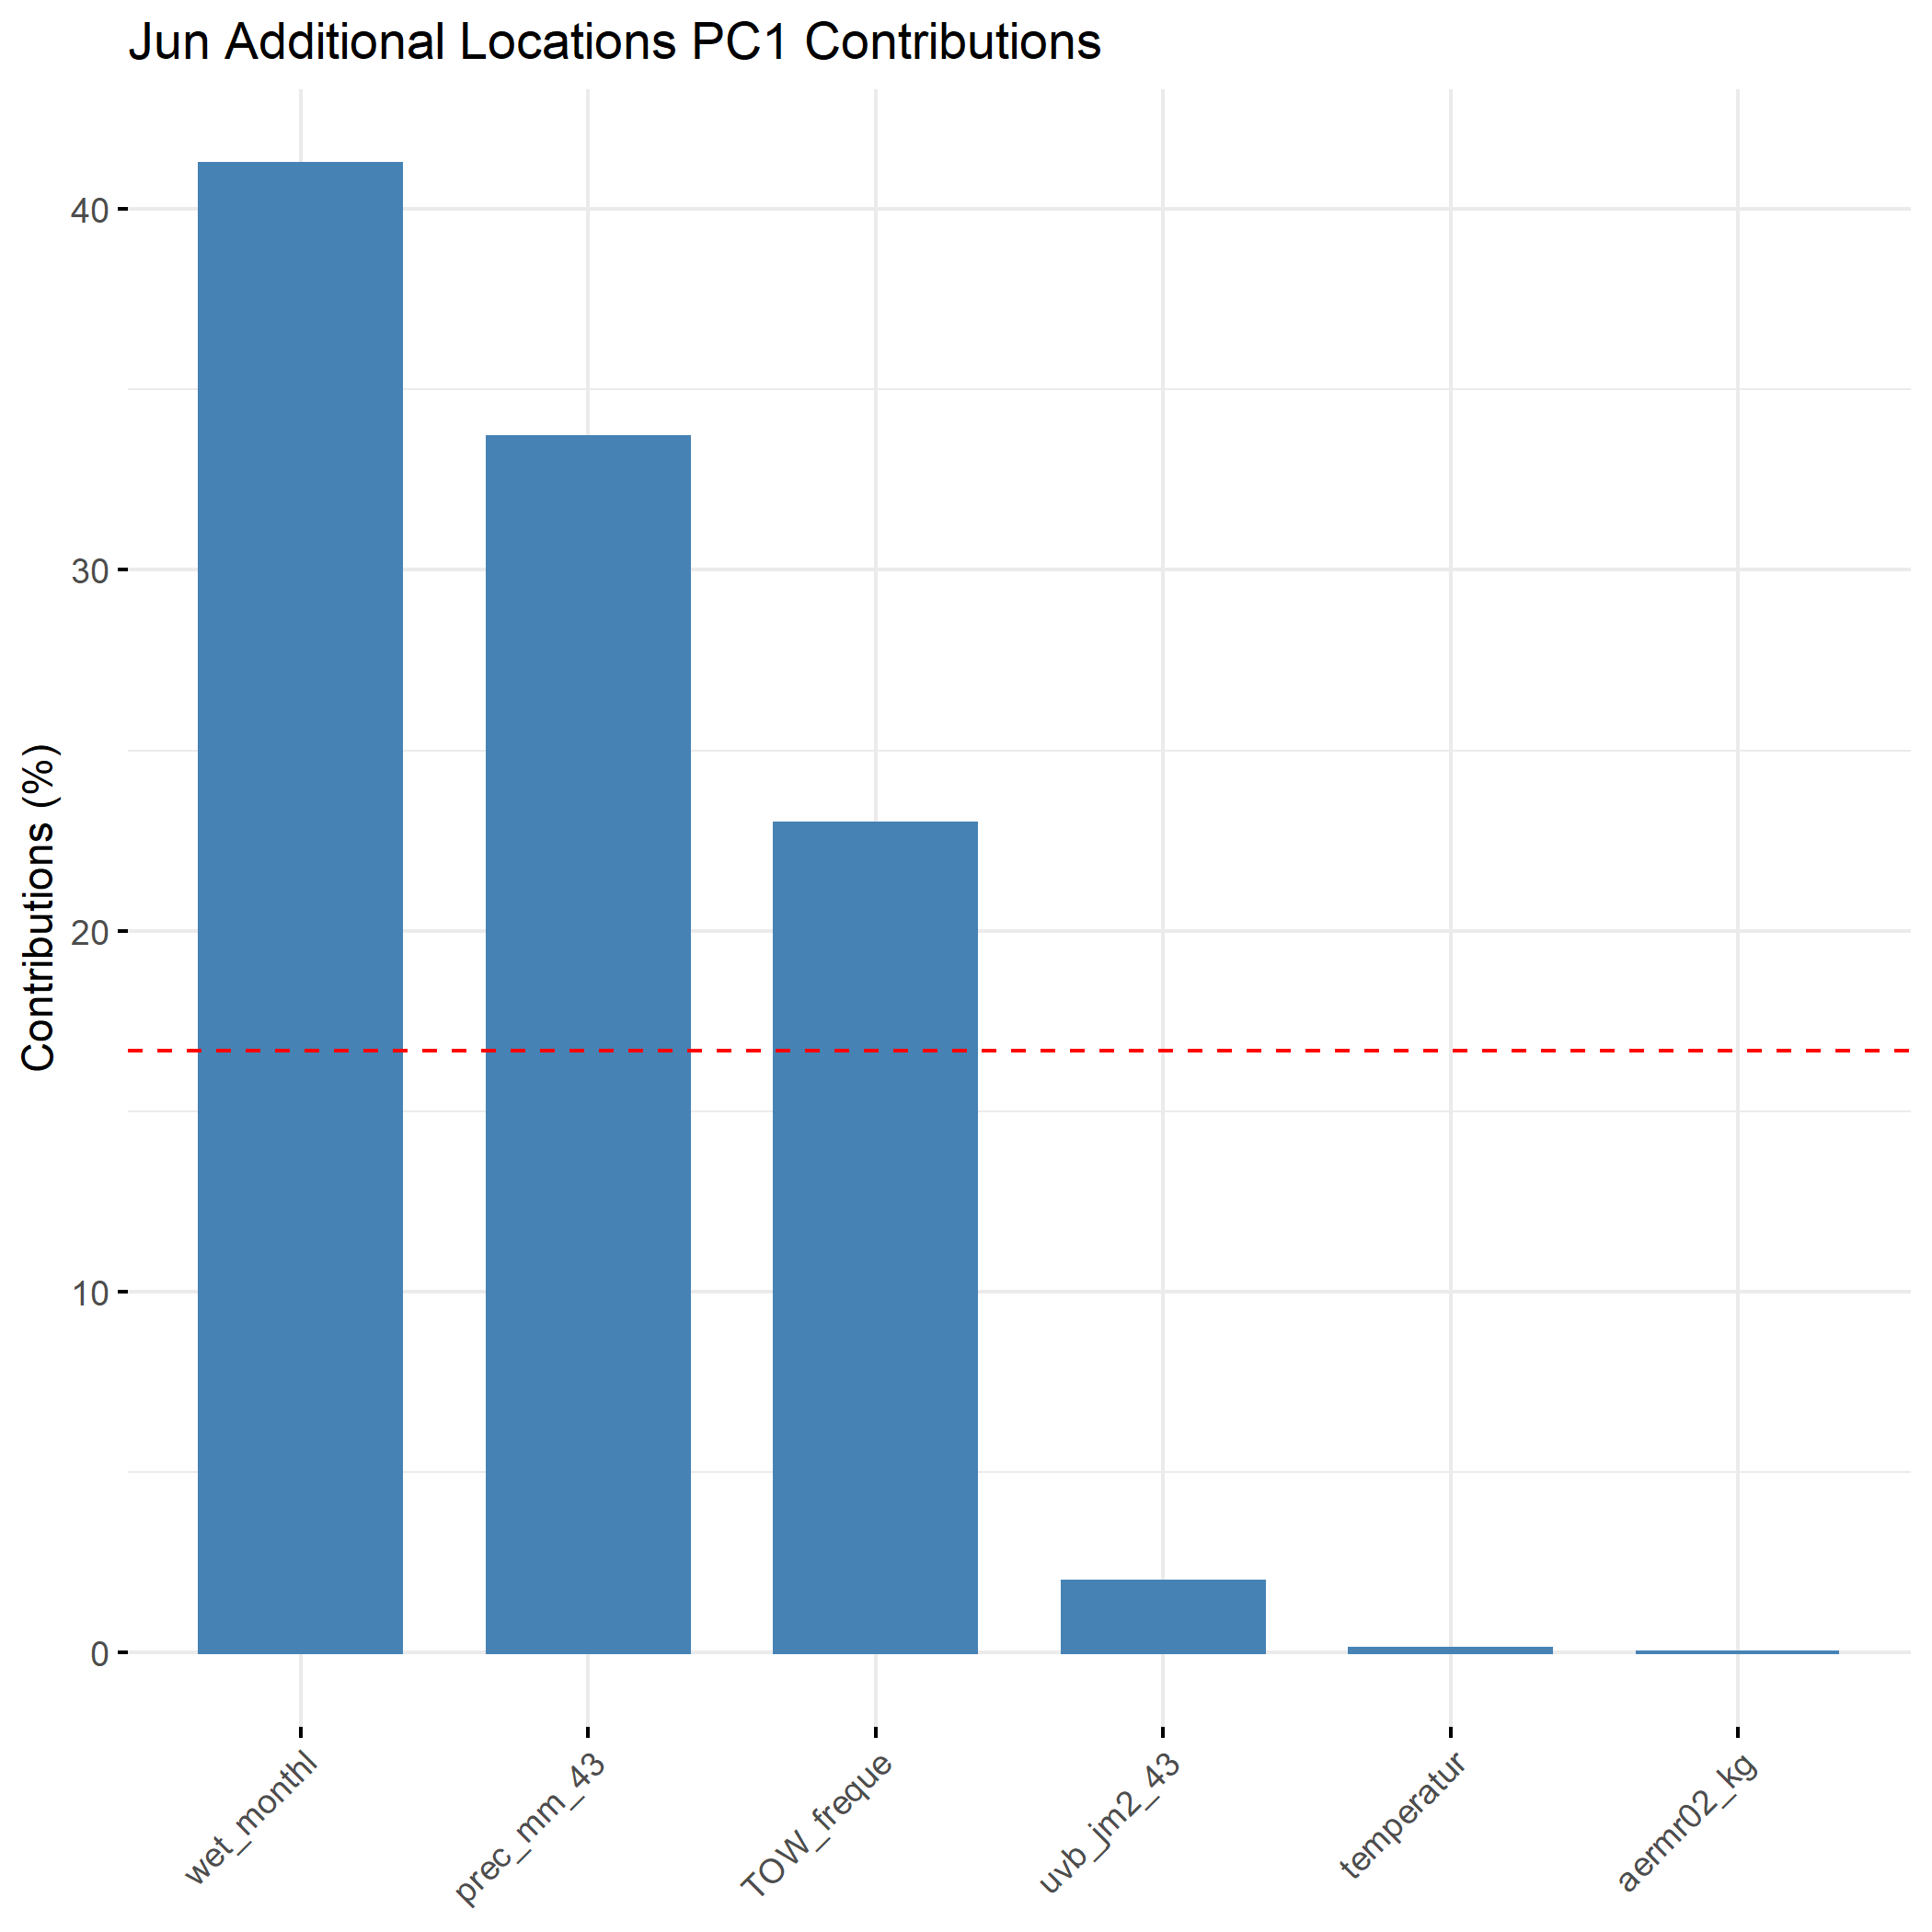 Jun Additional Locations PC1 Contributions
Contributions (%)
40
30
20
10
0
wet_monthl
prec_mm_43
TOW_freque
uvb_jm2_43
temperatur
aermr02_kg